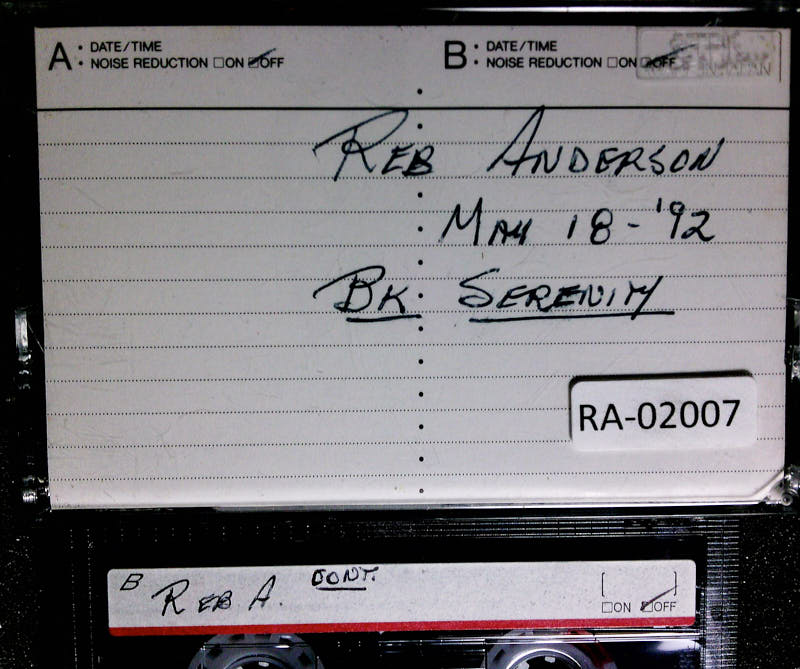 A • DATE/TIME
• NOISE REDUCTION □ON ☑OFF
B • DATE/TIME
• NOISE REDUCTION □ON ☑OFF
REB ANDERSON
MAY 18-'92
BK SERENITY
RA-02007
B REB A. CONT.
[ ]
□ON ☑OFF